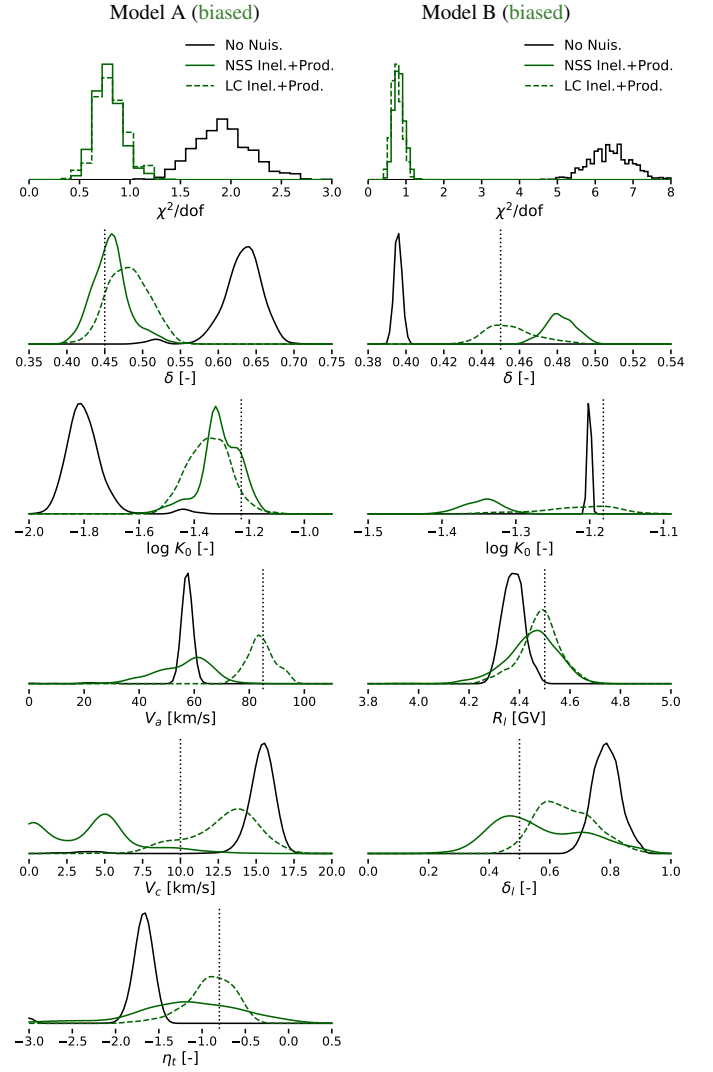 Model A (biased)
Model B (biased)
No Nuis.
NSS Inel.+Prod.
LC Inel.+Prod.
No Nuis.
NSS Inel.+Prod.
LC Inel.+Prod.
0.0 0.5 1.0 1.5 2.0 2.5 3.0
χ²/dof
0 1 2 3 4 5 6 7 8
χ²/dof
0.35 0.40 0.45 0.50 0.55 0.60 0.65 0.70 0.75
δ [-]
0.38 0.40 0.42 0.44 0.46 0.48 0.50 0.52 0.54
δ [-]
−2.0 −1.8 −1.6 −1.4 −1.2 −1.0
log K₀ [-]
−1.5 −1.4 −1.3 −1.2 −1.1
log K₀ [-]
0 20 40 60 80 100
Vₐ [km/s]
3.8 4.0 4.2 4.4 4.6 4.8 5.0
Rₗ [GV]
0.0 2.5 5.0 7.5 10.0 12.5 15.0 17.5 20.0
V_c [km/s]
0.0 0.2 0.4 0.6 0.8 1.0
δₗ [-]
−3.0 −2.5 −2.0 −1.5 −1.0 −0.5 0.0 0.5
ηₜ [-]